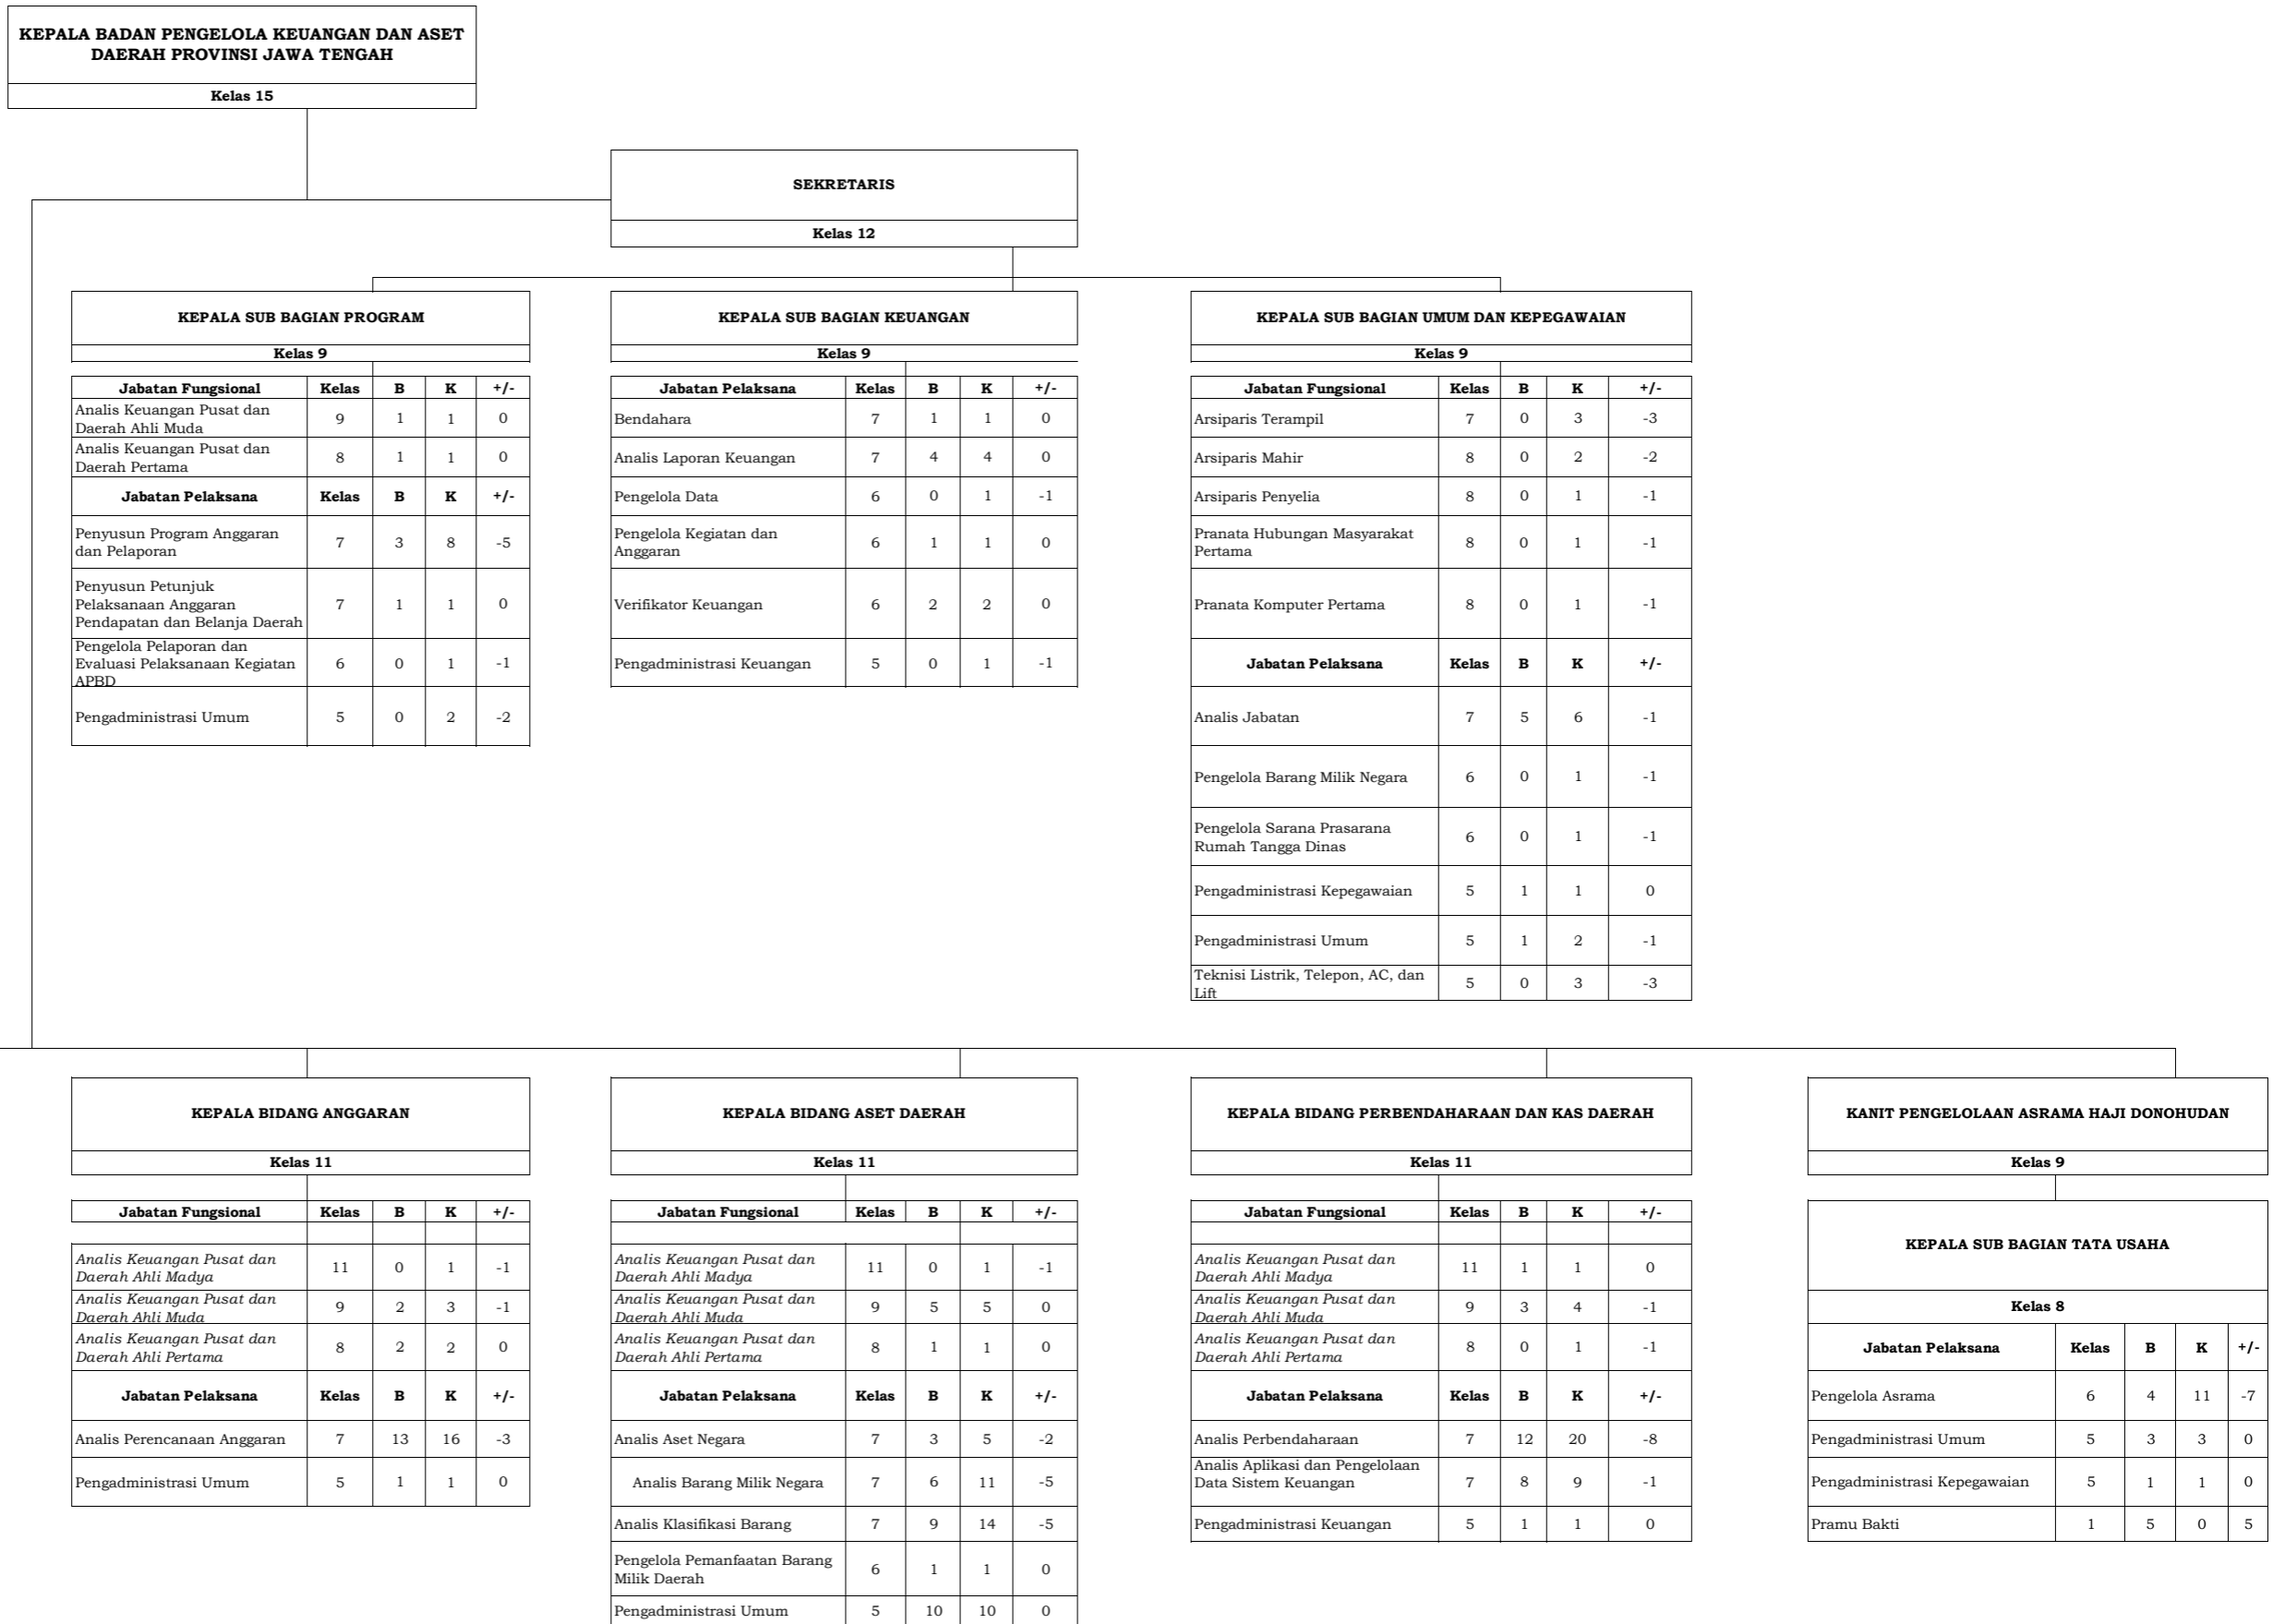 KEPALA BADAN PENGELOLA KEUANGAN DAN ASET
DAERAH PROVINSI JAWA TENGAH
Kelas 15
SEKRETARIS
Kelas 12
KEPALA SUB BAGIAN PROGRAM
Kelas 9
Jabatan Fungsional Kelas B K +/-
Analis Keuangan Pusat dan
Daerah Ahli Muda 9 1 1 0
Analis Keuangan Pusat dan
Daerah Pertama 8 1 1 0
Jabatan Pelaksana Kelas B K +/-
Penyusun Program Anggaran
dan Pelaporan 7 3 8 -5
Penyusun Petunjuk
Pelaksanaan Anggaran 7 1 1 0
Pendapatan dan Belanja Daerah
Pengelola Pelaporan dan
Evaluasi Pelaksanaan Kegiatan 6 0 1 -1
APBD
Pengadministrasi Umum 5 0 2 -2
KEPALA SUB BAGIAN KEUANGAN
Kelas 9
Jabatan Pelaksana Kelas B K +/-
Bendahara 7 1 1 0
Analis Laporan Keuangan 7 4 4 0
Pengelola Data 6 0 1 -1
Pengelola Kegiatan dan
Anggaran 6 1 1 0
Verifikator Keuangan 6 2 2 0
Pengadministrasi Keuangan 5 0 1 -1
KEPALA SUB BAGIAN UMUM DAN KEPEGAWAIAN
Kelas 9
Jabatan Fungsional Kelas B K +/-
Arsiparis Terampil 7 0 3 -3
Arsiparis Mahir 8 0 2 -2
Arsiparis Penyelia 8 0 1 -1
Pranata Hubungan Masyarakat
Pertama 8 0 1 -1
Pranata Komputer Pertama 8 0 1 -1
Jabatan Pelaksana Kelas B K +/-
Analis Jabatan 7 5 6 -1
Pengelola Barang Milik Negara 6 0 1 -1
Pengelola Sarana Prasarana
Rumah Tangga Dinas 6 0 1 -1
Pengadministrasi Kepegawaian 5 1 1 0
Pengadministrasi Umum 5 1 2 -1
Teknisi Listrik, Telepon, AC, dan
Lift 5 0 3 -3
KEPALA BIDANG ANGGARAN
Kelas 11
Jabatan Fungsional Kelas B K +/-
Analis Keuangan Pusat dan
Daerah Ahli Madya 11 0 1 -1
Analis Keuangan Pusat dan
Daerah Ahli Muda 9 2 3 -1
Analis Keuangan Pusat dan
Daerah Ahli Pertama 8 2 2 0
Jabatan Pelaksana Kelas B K +/-
Analis Perencanaan Anggaran 7 13 16 -3
Pengadministrasi Umum 5 1 1 0
KEPALA BIDANG ASET DAERAH
Kelas 11
Jabatan Fungsional Kelas B K +/-
Analis Keuangan Pusat dan
Daerah Ahli Madya 11 0 1 -1
Analis Keuangan Pusat dan
Daerah Ahli Muda 9 5 5 0
Analis Keuangan Pusat dan
Daerah Ahli Pertama 8 1 1 0
Jabatan Pelaksana Kelas B K +/-
Analis Aset Negara 7 3 5 -2
Analis Barang Milik Negara 7 6 11 -5
Analis Klasifikasi Barang 7 9 14 -5
Pengelola Pemanfaatan Barang
Milik Daerah 6 1 1 0
Pengadministrasi Umum 5 10 10 0
KEPALA BIDANG PERBENDAHARAAN DAN KAS DAERAH
Kelas 11
Jabatan Fungsional Kelas B K +/-
Analis Keuangan Pusat dan
Daerah Ahli Madya 11 1 1 0
Analis Keuangan Pusat dan
Daerah Ahli Muda 9 3 4 -1
Analis Keuangan Pusat dan
Daerah Ahli Pertama 8 0 1 -1
Jabatan Pelaksana Kelas B K +/-
Analis Perbendaharaan 7 12 20 -8
Analis Aplikasi dan Pengelolaan
Data Sistem Keuangan 7 8 9 -1
Pengadministrasi Keuangan 5 1 1 0
KANIT PENGELOLAAN ASRAMA HAJI DONOHUDAN
Kelas 9
KEPALA SUB BAGIAN TATA USAHA
Kelas 8
Jabatan Pelaksana Kelas B K +/-
Pengelola Asrama 6 4 11 -7
Pengadministrasi Umum 5 3 3 0
Pengadministrasi Kepegawaian 5 1 1 0
Pramu Bakti 1 5 0 5